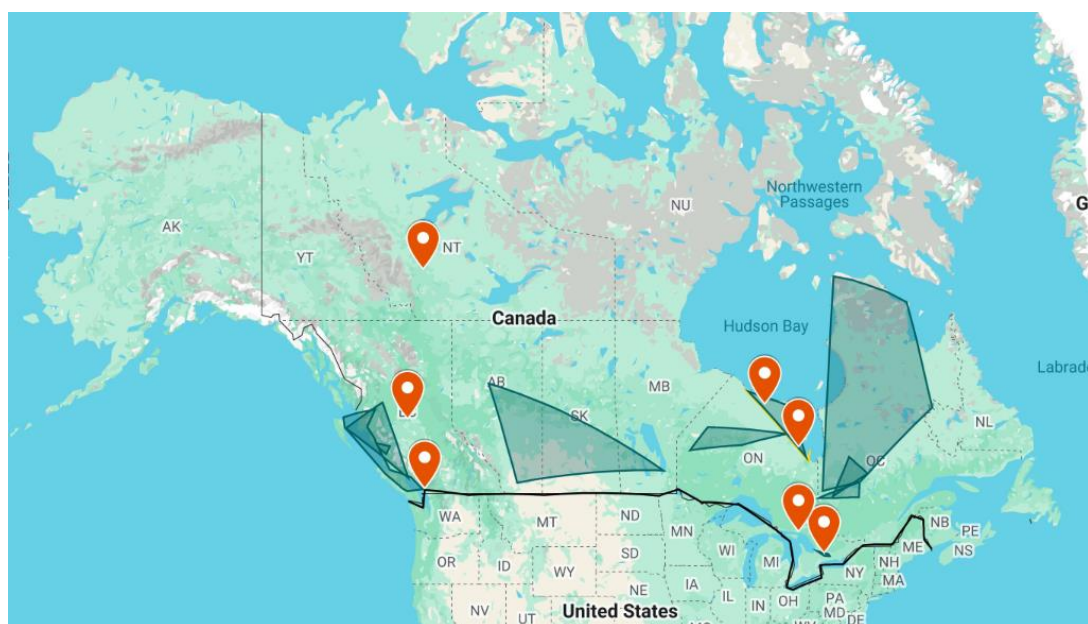 Northwestern
Passages
NU
G
AK
NT
YT
Canada
Hudson Bay
Labrad
AB
MB
SK
NL
ON
QC
WA
MT
ND
MN
NB
PE
ME
NS
OR
ID
SD
WI
MI
NH
NY
MA
WY
NE
IA
IL
IN
OH
PA
MD
DE
NV
UT
United States